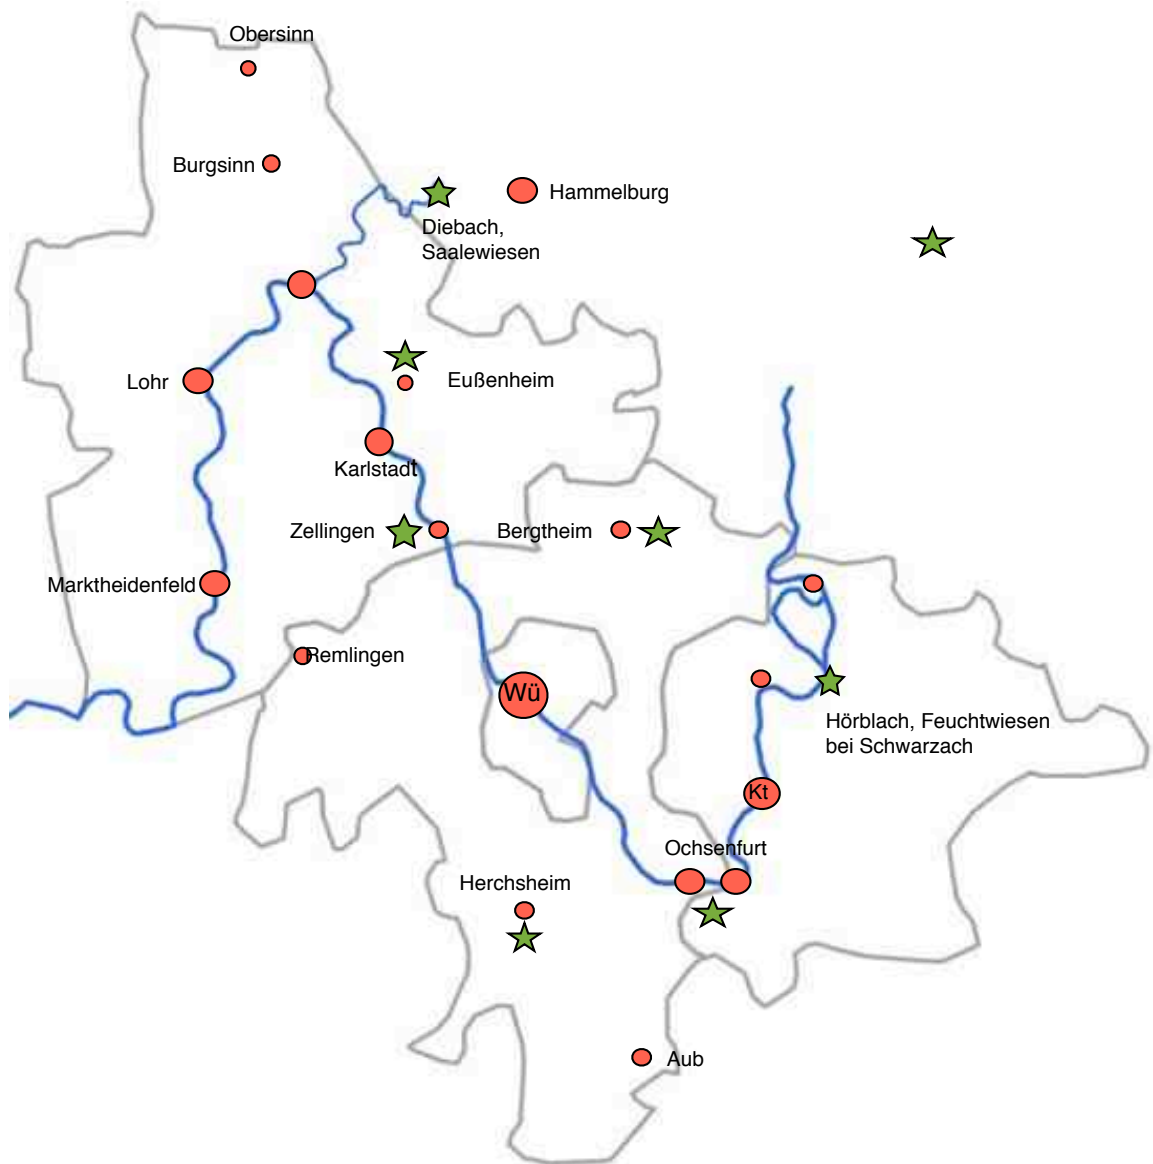 Obersinn
Burgsinn
Hammelburg
Diebach,
Saalewiesen
Lohr
Eußenheim
Karlstadt
Zellingen
Bergtheim
Marktheidenfeld
Remlingen
Wü
Hörblach, Feuchtwiesen
bei Schwarzach
Kt
Ochsenfurt
Herchsheim
Aub